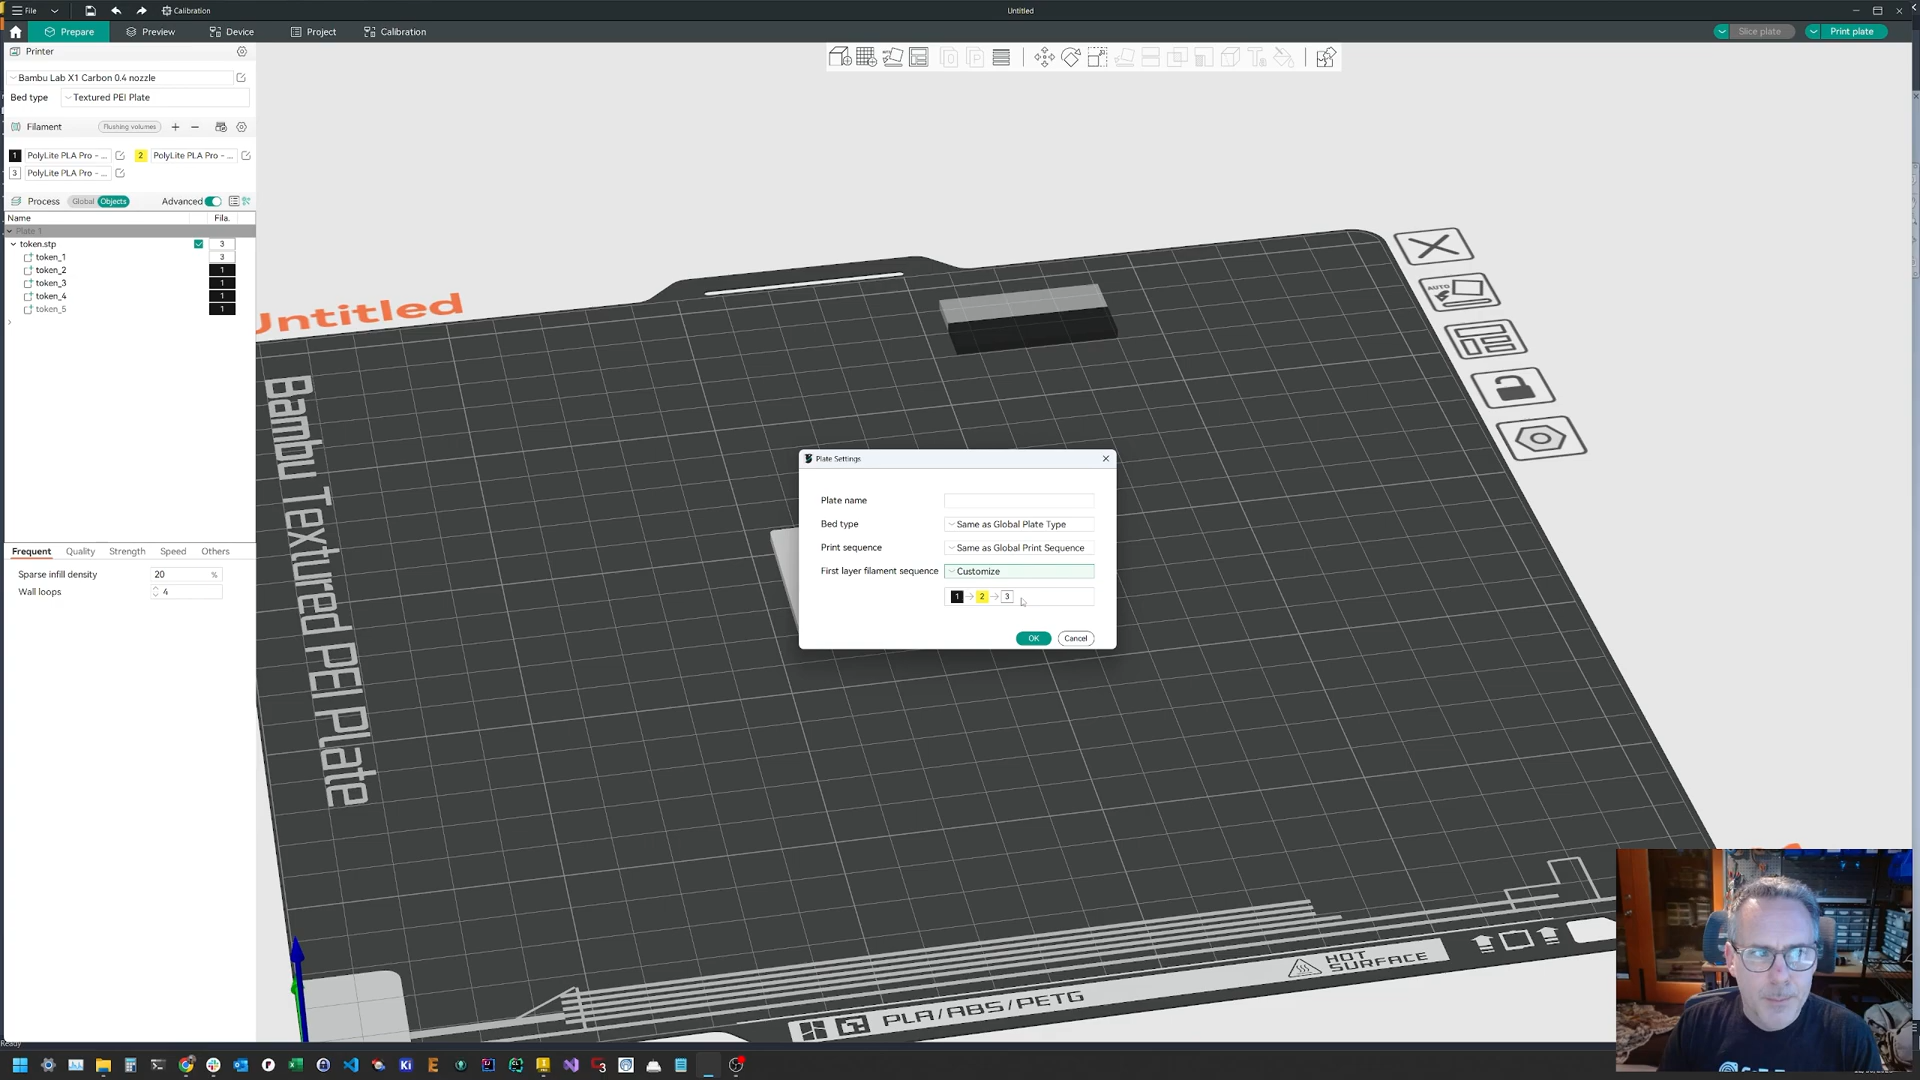 File
Calibration
Untitled
Prepare
Preview
Device
Project
Calibration
Slice plate
Print plate
Printer
Bambu Lab X1 Carbon 0.4 nozzle
Bed type
Textured PEI Plate
Filament
Flushing volumes
1 PolyLite PLA Pro - ...
2 PolyLite PLA Pro - ...
3 PolyLite PLA Pro - ...
Process
Global Objects
Advanced
Name Fila.
Plate 1
token.stp 3
token_1 3
token_2 1
token_3 1
token_4 1
token_5 1
Frequent Quality Strength Speed Others
Sparse infill density 20 %
Wall loops 4
Untitled
AUTO
Bambu Textured PEI Plate
Plate Settings
Plate name
Bed type Same as Global Plate Type
Print sequence Same as Global Print Sequence
First layer filament sequence Customize
1 2 3
OK Cancel
PLA/ABS/PETG
HOT
SURFACE
Ready